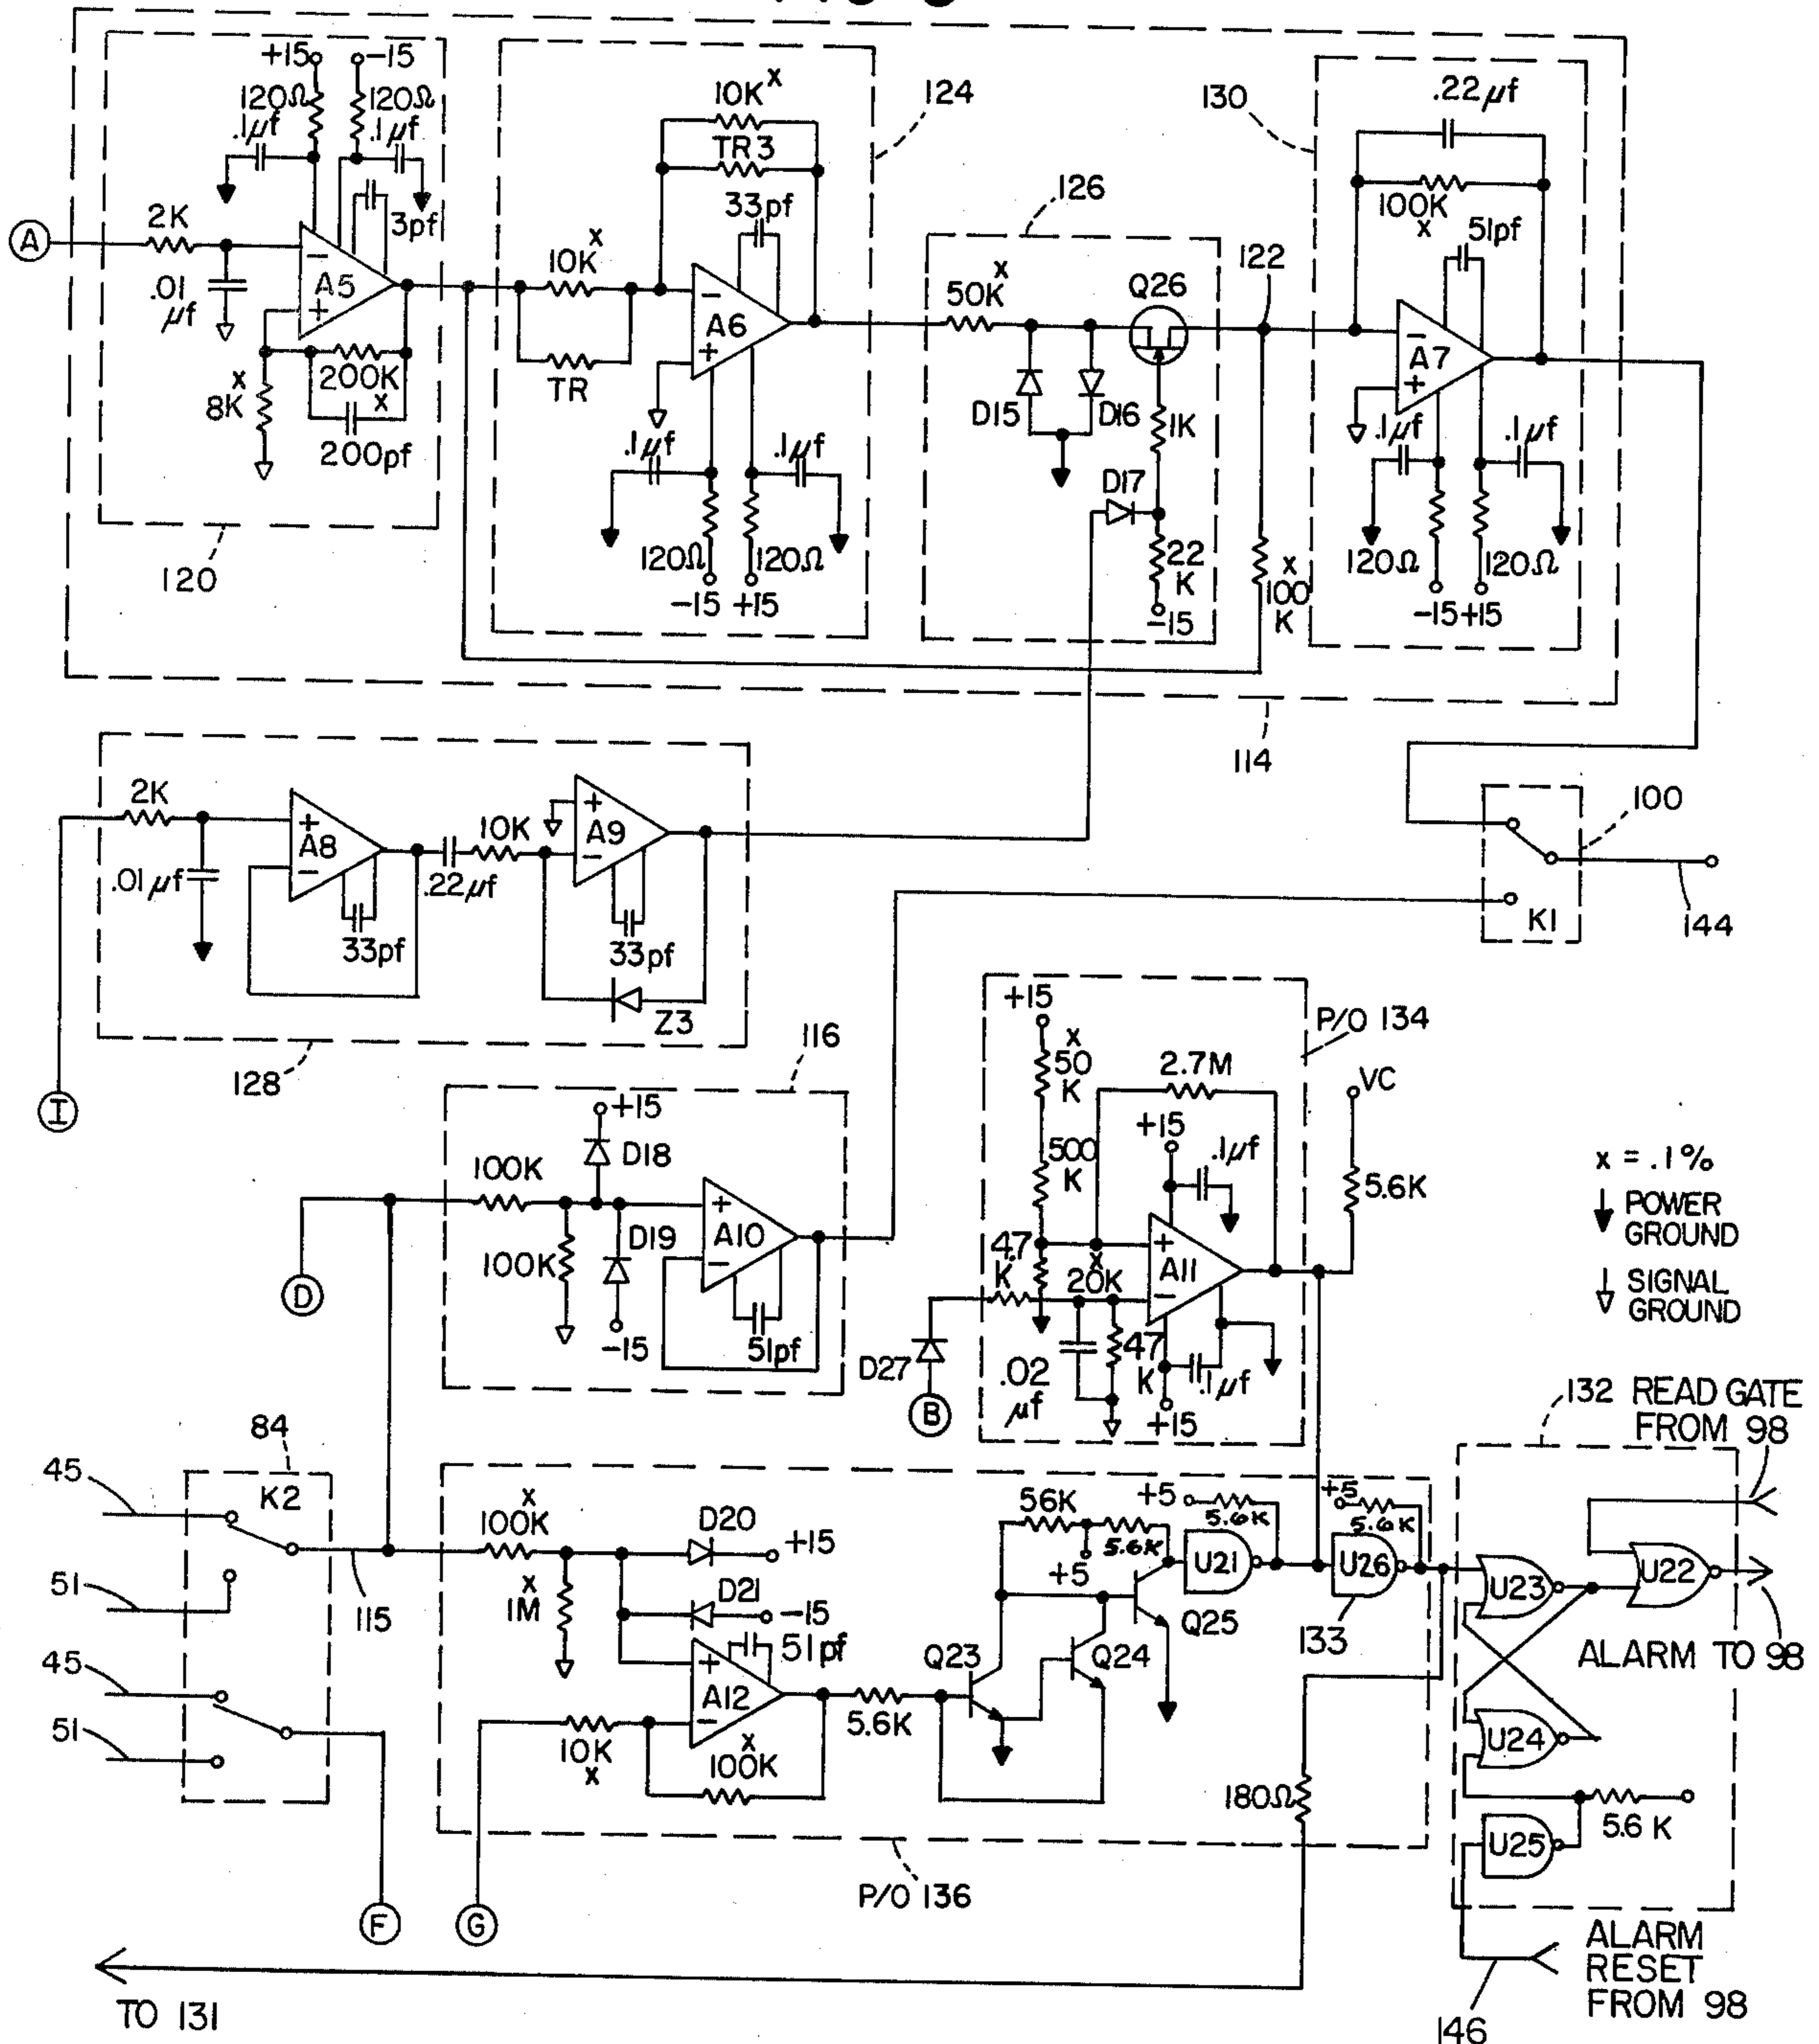 +15 -15
120Ω 120Ω
.1μf .1μf
2K
3pf
A
.01
μf
-
A5
+
x
8K
200K
x
200pf
120
10K x
TR 3
33pf
x
10K
TR
-
A6
+
.1μf .1μf
120Ω 120Ω
-15 +15
124
126
x
50K
Q26
122
D15 D16
1K
D17
22
K
-15
x
100
K
130
.22μf
100K
x
51pf
-
A7
+
.1μf .1μf
120Ω 120Ω
-15 +15
114
2K
.01μf
+
A8
-
33pf
.22μf
10K
+
A9
-
33pf
Z3
128
I
100
K1
144
116
+15
D18
100K
100K
D19
-15
+
A10
-
51pf
D
P/O 134
+15
x
50
K
500
K
2.7M
+15
.1μf
VC
5.6K
4.7
K
x
20K
+
A11
-
D27
.02
μf
47
K
.1μf
+15
B
x = .1%
POWER
GROUND
SIGNAL
GROUND
84
45
K2
51
115
45
51
F
x
100K
x
1M
D20
+15
D21
-15
51pf
+
A12
-
10K
x
x
100K
5.6K
Q23
Q24
Q25
56K
5.6K
+5
+5
5.6K
U21
+5
5.6K
U26
133
180Ω
P/O 136
G
132 READ GATE
FROM 98
U23
U22
98
ALARM TO 98
U24
5.6 K
U25
ALARM
RESET
FROM 98
146
TO 131